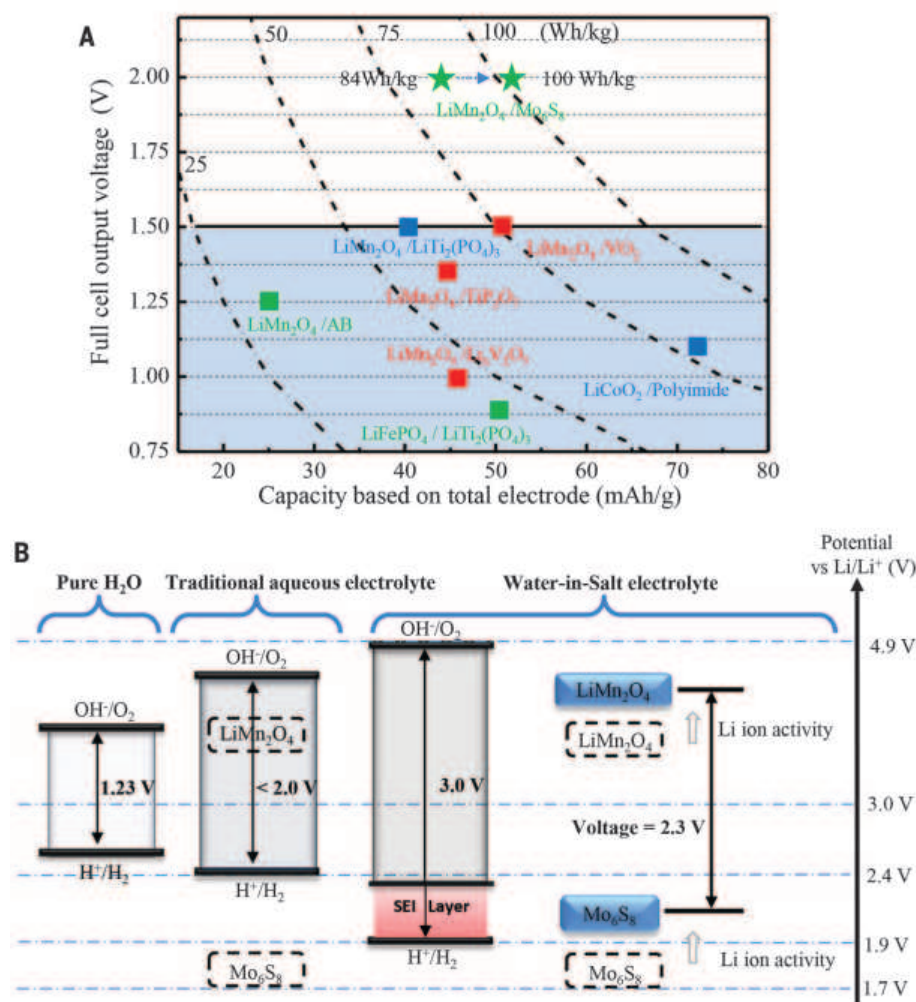 A
50
75
100
(Wh/kg)
25
84Wh/kg
100 Wh/kg
LiMn₂O₄ /Mo₆S₈
LiMn₂O₄ /LiTi₂(PO₄)₃
LiMn₂O₄ /VO₂
LiMn₂O₄ /TiP₂O₇
LiMn₂O₄ /AB
LiCoO₂ /Polyimide
LiFePO₄ / LiTi₂(PO₄)₃
Full cell output voltage (V)
2.00
1.75
1.50
1.25
1.00
0.75
20 30 40 50 60 70 80
Capacity based on total electrode (mAh/g)
B
Potential
vs Li/Li⁺ (V)
Pure H₂O
Traditional aqueous electrolyte
Water-in-Salt electrolyte
OH⁻/O₂
OH⁻/O₂
OH⁻/O₂
4.9 V
LiMn₂O₄
LiMn₂O₄
LiMn₂O₄
Li ion activity
1.23 V
< 2.0 V
3.0 V
3.0 V
Voltage = 2.3 V
H⁺/H₂
H⁺/H₂
2.4 V
SEI Layer
Mo₆S₈
H⁺/H₂
1.9 V
Mo₆S₈
Mo₆S₈
Li ion activity
1.7 V